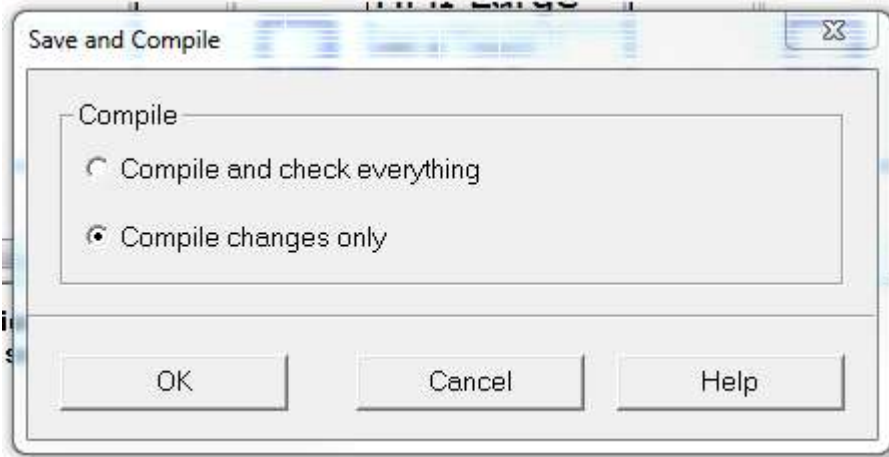 Save and Compile
Compile
Compile and check everything
Compile changes only
OK Cancel Help